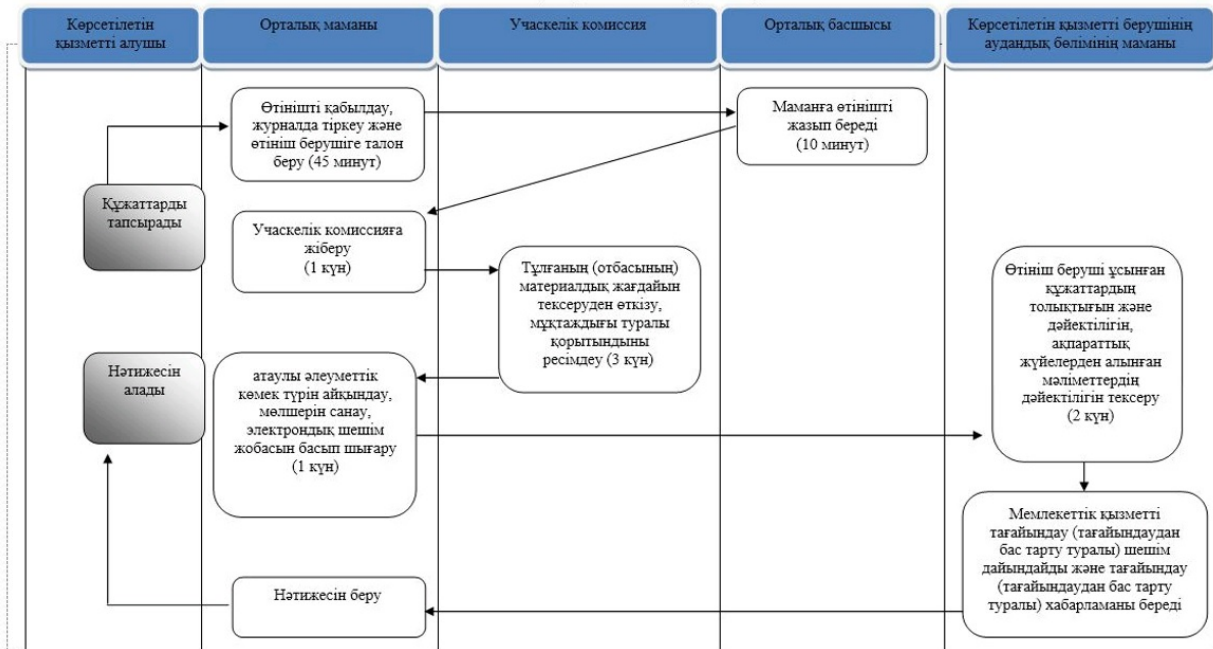 Көрсетілетін
қызметті алушы
Орталық маманы
Учаскелік комиссия
Орталық басшысы
Көрсетілетін қызметті берушінің
аудандық бөлімінің маманы
Өтінішті қабылдау,
журналда тіркеу және
өтініш берушіге талон
беру (45 минут)
Маманға өтінішті
жазып береді
(10 минут)
Құжаттарды
тапсырады
Учаскелік комиссияға
жіберу
(1 күн)
Тұлғаның (отбасының)
материалдық жағдайын
тексеруден өткізу,
мұқтаждығы туралы
қорытындыны
ресімдеу (3 күн)
Өтініш беруші ұсынған
құжаттардың
толықтығын және
дәйектілігін,
ақпараттық
жүйелерден алынған
мәліметтердің
дәйектілігін тексеру
(2 күн)
Нәтижесін
алады
атаулы әлеуметтік
көмек түрін айқындау,
мөлшерін санау,
электрондық шешім
жобасын басып шығару
(1 күн)
Мемлекеттік қызметті
тағайындау (тағайындаудан
бас тарту туралы) шешім
дайындайды және тағайындау
(тағайындаудан бас тарту
туралы) хабарламаны береді
Нәтижесін беру